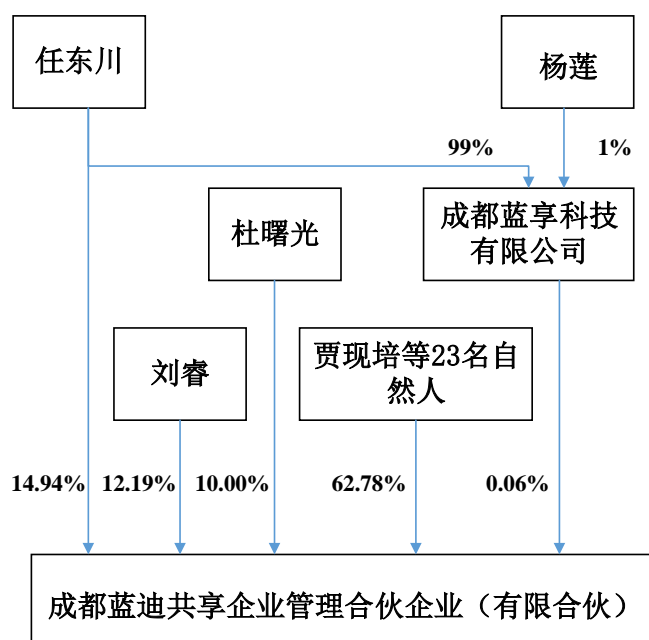 任东川
杨莲
99%
1%
杜曙光
成都蓝享科技
有限公司
刘睿
贾现培等23名自
然人
14.94%
12.19%
10.00%
62.78%
0.06%
成都蓝迪共享企业管理合伙企业（有限合伙）